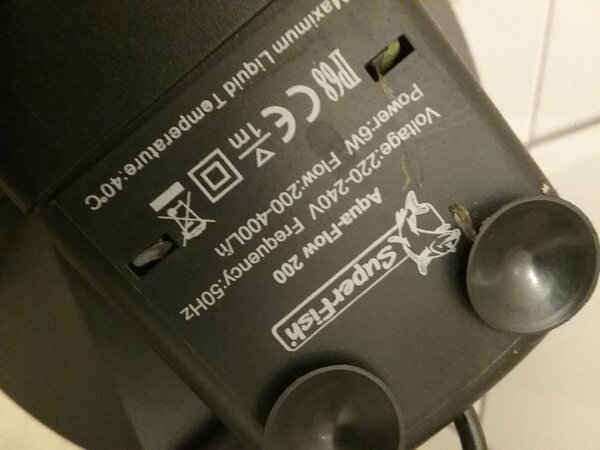 SuperFish
Aqua-Flow 200
Voltage:220-240V Frequency:50Hz
Power:6W Flow:200-400L/h
IP68 CE 1m
Maximum Liquid Temperature:40°C